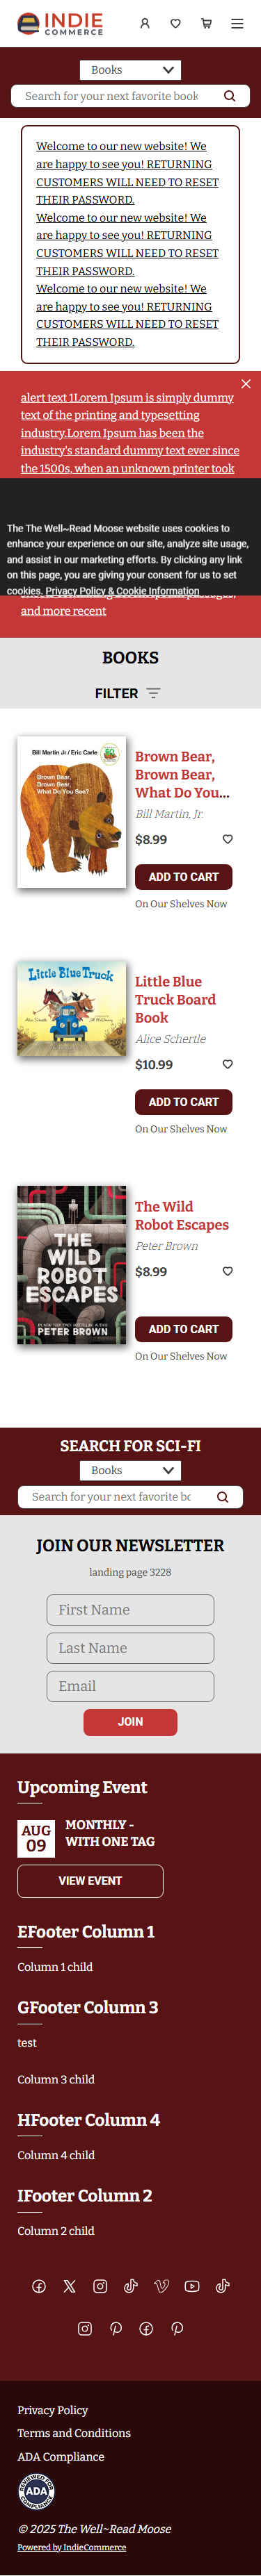 INDIE
COMMERCE
Books
Search for your next favorite book
Welcome to our new website! We
are happy to see you! RETURNING
CUSTOMERS WILL NEED TO RESET
THEIR PASSWORD.
Welcome to our new website! We
are happy to see you! RETURNING
CUSTOMERS WILL NEED TO RESET
THEIR PASSWORD.
Welcome to our new website! We
are happy to see you! RETURNING
CUSTOMERS WILL NEED TO RESET
THEIR PASSWORD.
alert text 1Lorem Ipsum is simply dummy
text of the printing and typesetting
industry.Lorem Ipsum has been the
industry's standard dummy text ever since
the 1500s, when an unknown printer took
The The Well~Read Moose website uses cookies to
enhance your experience on our site, analyze site usage,
and assist in our marketing efforts. By clicking any link
on this page, you are giving your consent for us to set
cookies. Privacy Policy & Cookie Information
and more recent
BOOKS
FILTER
Bill Martin Jr / Eric Carle
Brown Bear,
Brown Bear,
What Do You See?
Brown Bear,
Brown Bear,
What Do You...
Bill Martin, Jr.
$8.99
ADD TO CART
On Our Shelves Now
Little Blue Truck
Little Blue
Truck Board
Book
Alice Schertle
$10.99
ADD TO CART
On Our Shelves Now
THE
WILD
ROBOT
ESCAPES
PETER BROWN
The Wild
Robot Escapes
Peter Brown
$8.99
ADD TO CART
On Our Shelves Now
SEARCH FOR SCI-FI
Books
Search for your next favorite bo
JOIN OUR NEWSLETTER
landing page 3228
First Name
Last Name
Email
JOIN
Upcoming Event
AUG
09
MONTHLY -
WITH ONE TAG
VIEW EVENT
EFooter Column 1
Column 1 child
GFooter Column 3
test
Column 3 child
HFooter Column 4
Column 4 child
IFooter Column 2
Column 2 child
Privacy Policy
Terms and Conditions
ADA Compliance
REVIEWED FOR
ADA
COMPLIANCE
© 2025 The Well~Read Moose
Powered by IndieCommerce